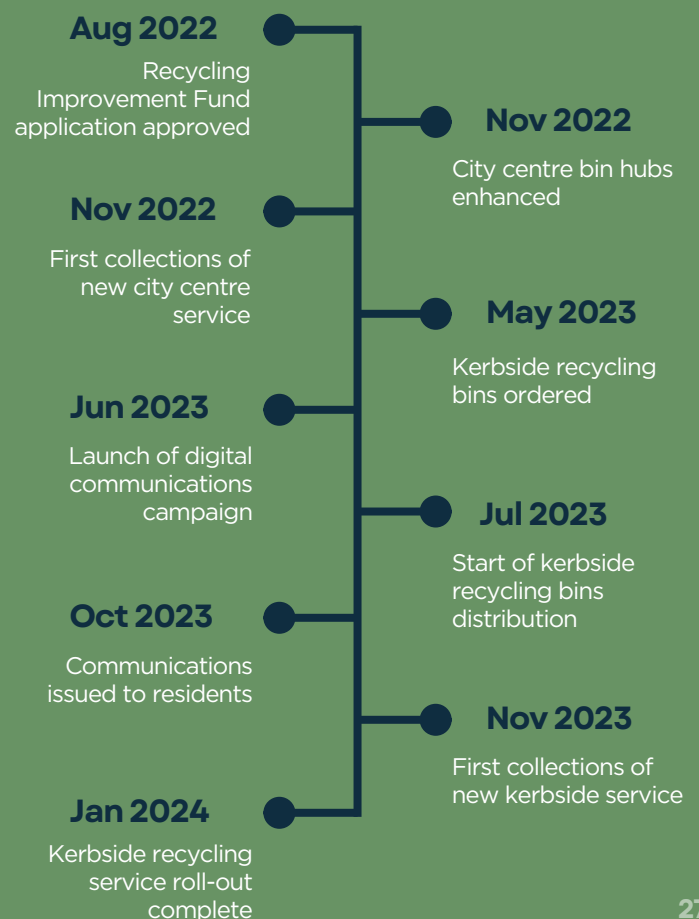 Aug 2022
Recycling
Improvement Fund
application approved
Nov 2022
City centre bin hubs
enhanced
Nov 2022
First collections of
new city centre
service
May 2023
Kerbside recycling
bins ordered
Jun 2023
Launch of digital
communications
campaign
Jul 2023
Start of kerbside
recycling bins
distribution
Oct 2023
Communications
issued to residents
Nov 2023
First collections of
new kerbside service
Jan 2024
Kerbside recycling
service roll-out
complete